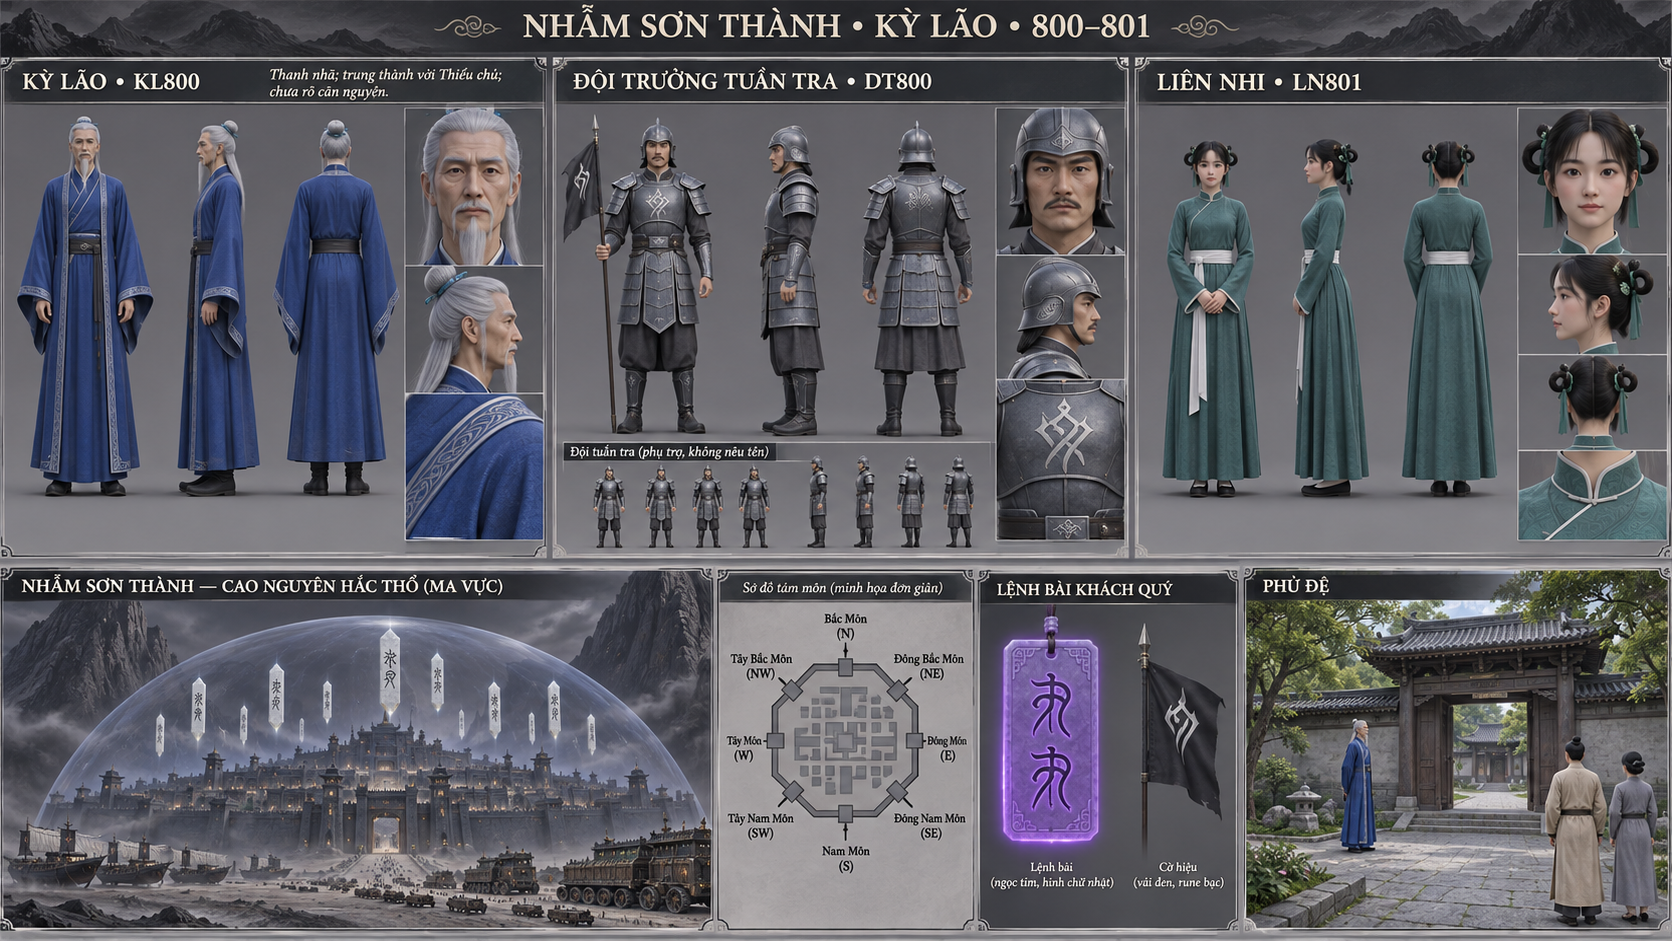 NHẪM SƠN THÀNH • KỲ LÃO • 800–801
KỲ LÃO • KL800
Thanh nhã; trung thành với Thiếu chủ;
chưa rõ căn nguyên.
ĐỘI TRƯỞNG TUẦN TRA • DT800
Đội tuần tra (phụ trợ, không nêu tên)
LIÊN NHI • LN801
NHẪM SƠN THÀNH — CAO NGUYÊN HẮC THỔ (MA VỰC)
Sơ đồ tám môn (minh họa đơn giản)
Bắc Môn
(N)
Tây Bắc Môn
(NW)
Đông Bắc Môn
(NE)
Tây Môn
(W)
Đông Môn
(E)
Tây Nam Môn
(SW)
Đông Nam Môn
(SE)
Nam Môn
(S)
LỆNH BÀI KHÁCH QUÝ
Lệnh bài
(ngọc tím, hình chữ nhật)
Cờ hiệu
(vải đen, rune bạc)
PHỦ ĐỆ